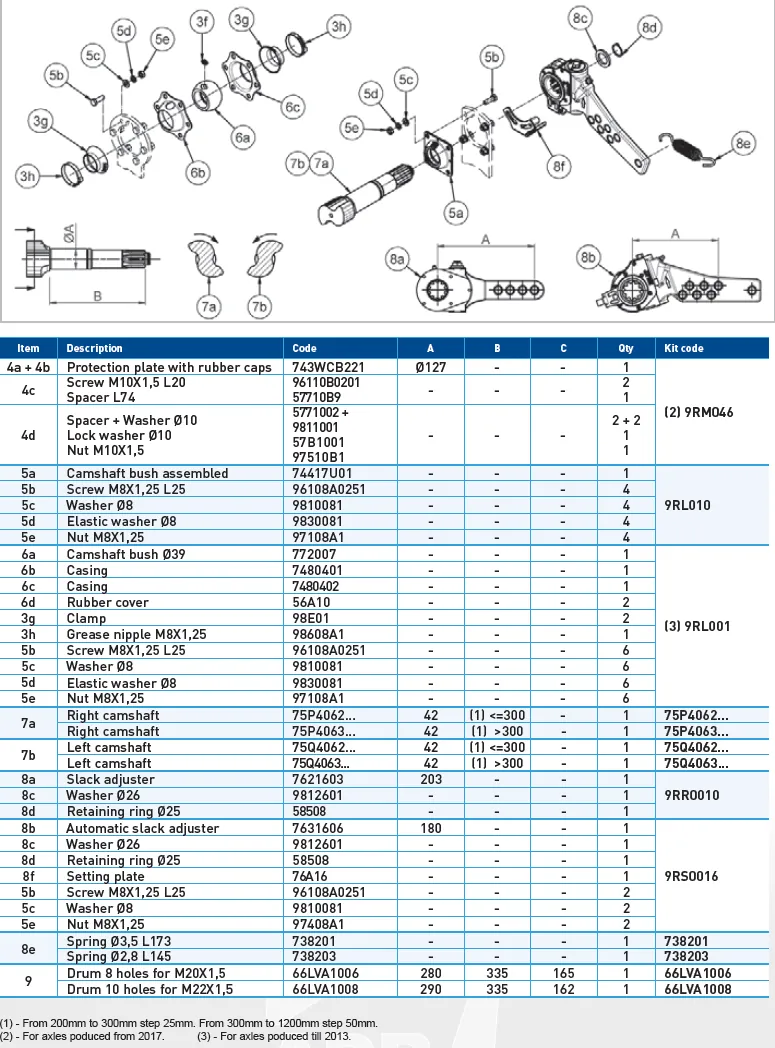 3f 3g 3h
5c 5d 5e
5b
3g
3h
6a 6b 6c
5b
5c
5d
5e
7b 7a
5a
8c 8d
8f
8e
ØA
B
7a 7b
8a A
8b A
Item Description Code A B C Qty Kit code
4a + 4b Protection plate with rubber caps 743WCB221 Ø127 - - 1
4c Screw M10X1,5 L20 96110B0201 - - - 2
Spacer L74 57710B9 1
(2) 9RM046
4d Spacer + Washer Ø10 5771002 + 9811001 - - - 2 + 2
Lock washer Ø10 57B1001 1
Nut M10X1,5 97510B1 1
5a Camshaft bush assembled 74417U01 - - - 1
5b Screw M8X1,25 L25 96108A0251 - - - 4
5c Washer Ø8 9810081 - - - 4 9RL010
5d Elastic washer Ø8 9830081 - - - 4
5e Nut M8X1,25 97108A1 - - - 4
6a Camshaft bush Ø39 772007 - - - 1
6b Casing 7480401 - - - 1
6c Casing 7480402 - - - 1
6d Rubber cover 56A10 - - - 2
3g Clamp 98E01 - - - 2
3h Grease nipple M8X1,25 98608A1 - - - 1 (3) 9RL001
5b Screw M8X1,25 L25 96108A0251 - - - 6
5c Washer Ø8 9810081 - - - 6
5d Elastic washer Ø8 9830081 - - - 6
5e Nut M8X1,25 97108A1 - - - 6
7a Right camshaft 75P4062... 42 (1) <=300 - 1 75P4062...
Right camshaft 75P4063... 42 (1) >300 - 1 75P4063...
7b Left camshaft 75Q4062... 42 (1) <=300 - 1 75Q4062...
Left camshaft 75Q4063... 42 (1) >300 - 1 75Q4063...
8a Slack adjuster 7621603 203 - - 1
8c Washer Ø26 9812601 - - - 1 9RR0010
8d Retaining ring Ø25 58508 - - - 1
8b Automatic slack adjuster 7631606 180 - - 1
8c Washer Ø26 9812601 - - - 1
8d Retaining ring Ø25 58508 - - - 1
8f Setting plate 76A16 - - - 1 9RS0016
5b Screw M8X1,25 L25 96108A0251 - - - 2
5c Washer Ø8 9810081 - - - 2
5e Nut M8X1,25 97408A1 - - - 2
8e Spring Ø3,5 L173 738201 - - - 1 738201
Spring Ø2,8 L145 738203 - - - 1 738203
9 Drum 8 holes for M20X1,5 66LVA1006 280 335 165 1 66LVA1006
Drum 10 holes for M22X1,5 66LVA1008 290 335 162 1 66LVA1008
(1) - From 200mm to 300mm step 25mm. From 300mm to 1200mm step 50mm.
(2) - For axles poduced from 2017. (3) - For axles poduced till 2013.